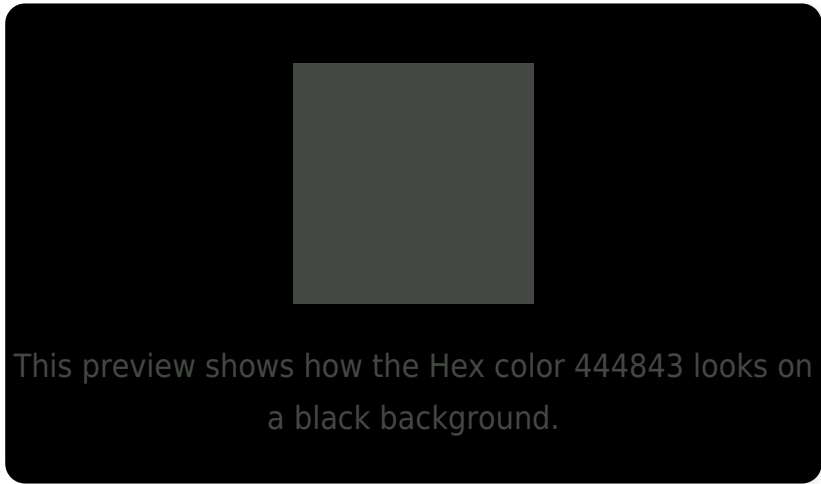 This preview shows how the Hex color 444843 looks on
a black background.